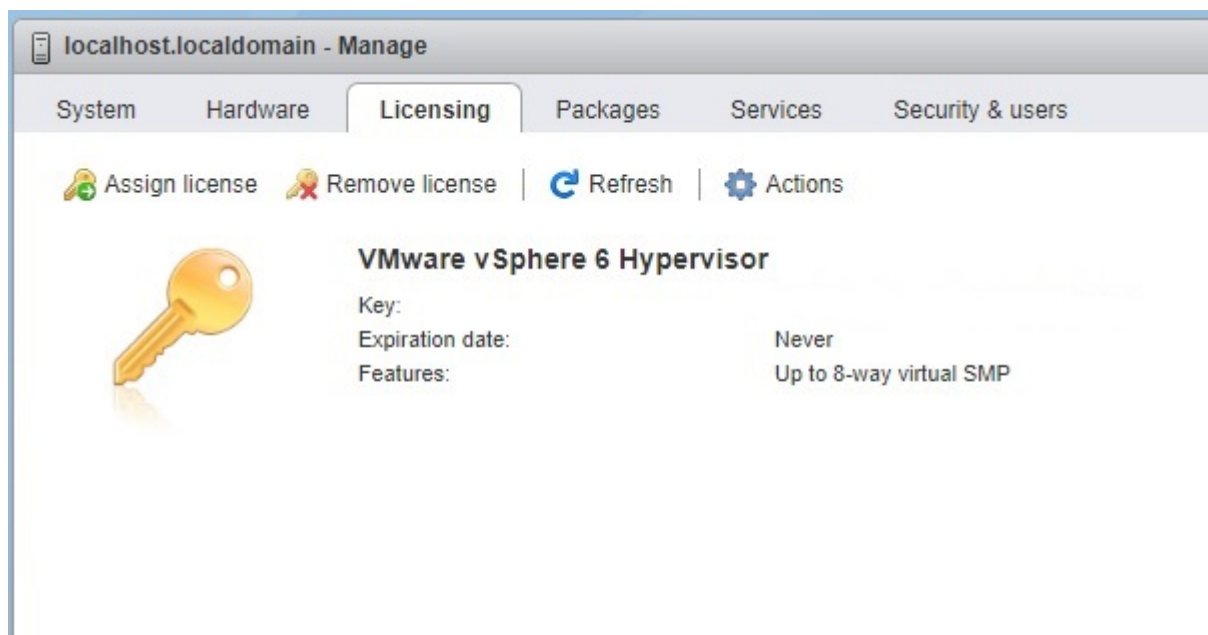 localhost.localdomain - Manage
System Hardware Licensing Packages Services Security & users
Assign license Remove license Refresh Actions
VMware vSphere 6 Hypervisor
Key:
Expiration date: Never
Features: Up to 8-way virtual SMP